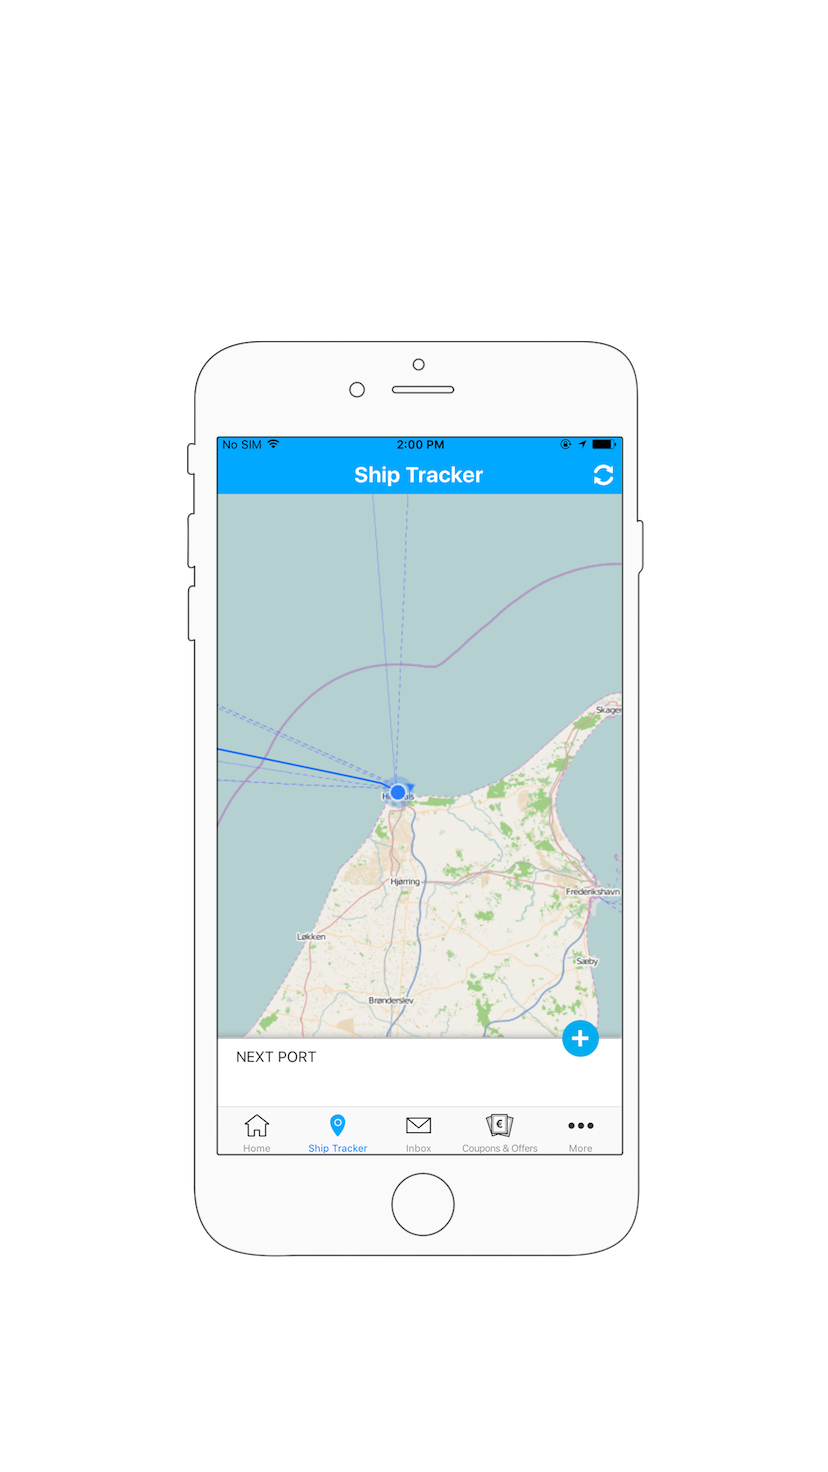 No SIM 2:00 PM
Ship Tracker
Skagen
Hjørring
Frederikshavn
Løkken
Sæby
Brønderslev
NEXT PORT
€
Home Ship Tracker Inbox Coupons & Offers More